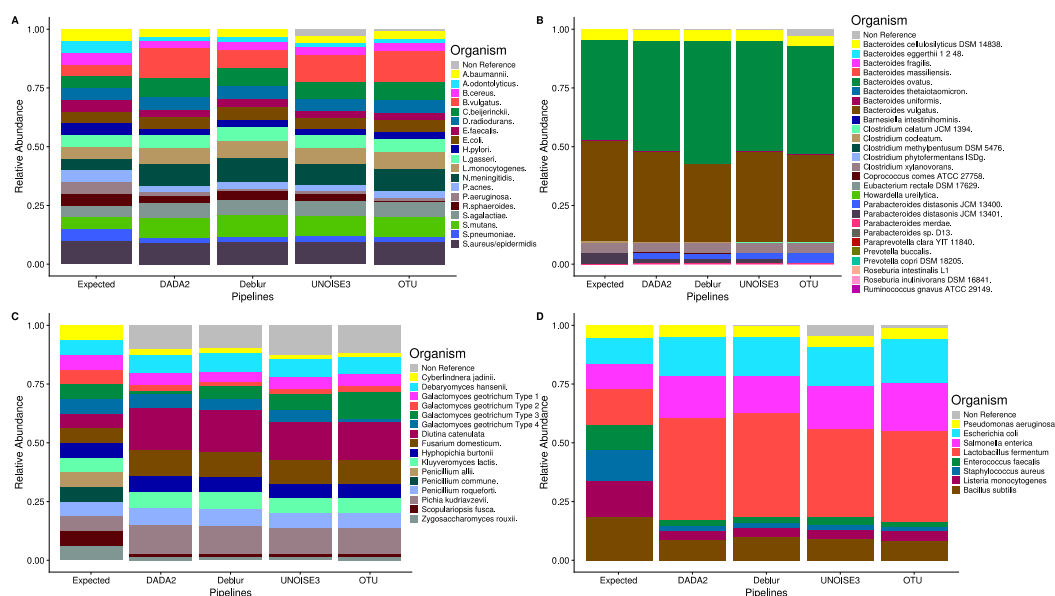 A
Relative Abundance
1.00
0.75
0.50
0.25
0.00
Expected
DADA2
Deblur
UNOISE3
OTU
Pipelines
Organism
Non Reference
A.baumannii.
A.odontolyticus.
B.cereus.
B.vulgatus.
C.beijerinckii.
D.radiodurans.
E.faecalis.
E.coli.
H.pylori.
L.gasseri.
L.monocytogenes.
N.meningitidis.
P.acnes.
P.aeruginosa.
R.sphaeroides.
S.agalactiae.
S.mutans.
S.pneumoniae.
S.aureus/epidermidis
B
Relative Abundance
1.00
0.75
0.50
0.25
0.00
Expected
DADA2
Deblur
UNOISE3
OTU
Pipelines
Organism
Non Reference
Bacteroides cellulosilyticus DSM 14838.
Bacteroides eggerthii 1 2 48.
Bacteroides fragilis.
Bacteroides massiliensis.
Bacteroides ovatus.
Bacteroides thetaiotaomicron.
Bacteroides uniformis.
Bacteroides vulgatus.
Barnesiella intestinihominis.
Clostridium celatum JCM 1394.
Clostridium cocleatum.
Clostridium methylpentosum DSM 5476.
Clostridium phytofermentans ISDg.
Clostridium xylanovorans.
Coprococcus comes ATCC 27758.
Eubacterium rectale DSM 17629.
Howardella ureilytica.
Parabacteroides distasonis JCM 13400.
Parabacteroides distasonis JCM 13401.
Parabacteroides merdae.
Parabacteroides sp. D13.
Paraprevotella clara YIT 11840.
Prevotella buccalis.
Prevotella copri DSM 18205.
Roseburia intestinalis L1
Roseburia inulinivorans DSM 16841.
Ruminococcus gnavus ATCC 29149.
C
Relative Abundance
1.00
0.75
0.50
0.25
0.00
Expected
DADA2
Deblur
UNOISE3
OTU
Pipelines
Organism
Non Reference
Cyberlindnera jadinii.
Debaryomyces hansenii.
Galactomyces geotrichum Type 1
Galactomyces geotrichum Type 2
Galactomyces geotrichum Type 3
Galactomyces geotrichum Type 4
Diutina catenulata
Fusarium domesticum.
Hyphopichia burtonii
Kluyveromyces lactis.
Penicillium allii.
Penicillium commune.
Penicillium roqueforti.
Pichia kudriavzevii.
Scopulariopsis fusca.
Zygosaccharomyces rouxii.
D
Relative Abundance
1.00
0.75
0.50
0.25
0.00
Expected
DADA2
Deblur
UNOISE3
OTU
Pipelines
Organism
Non Reference
Pseudomonas aeruginosa
Escherichia coli
Salmonella enterica
Lactobacillus fermentum
Enterococcus faecalis
Staphylococcus aureus
Listeria monocytogenes
Bacillus subtilis